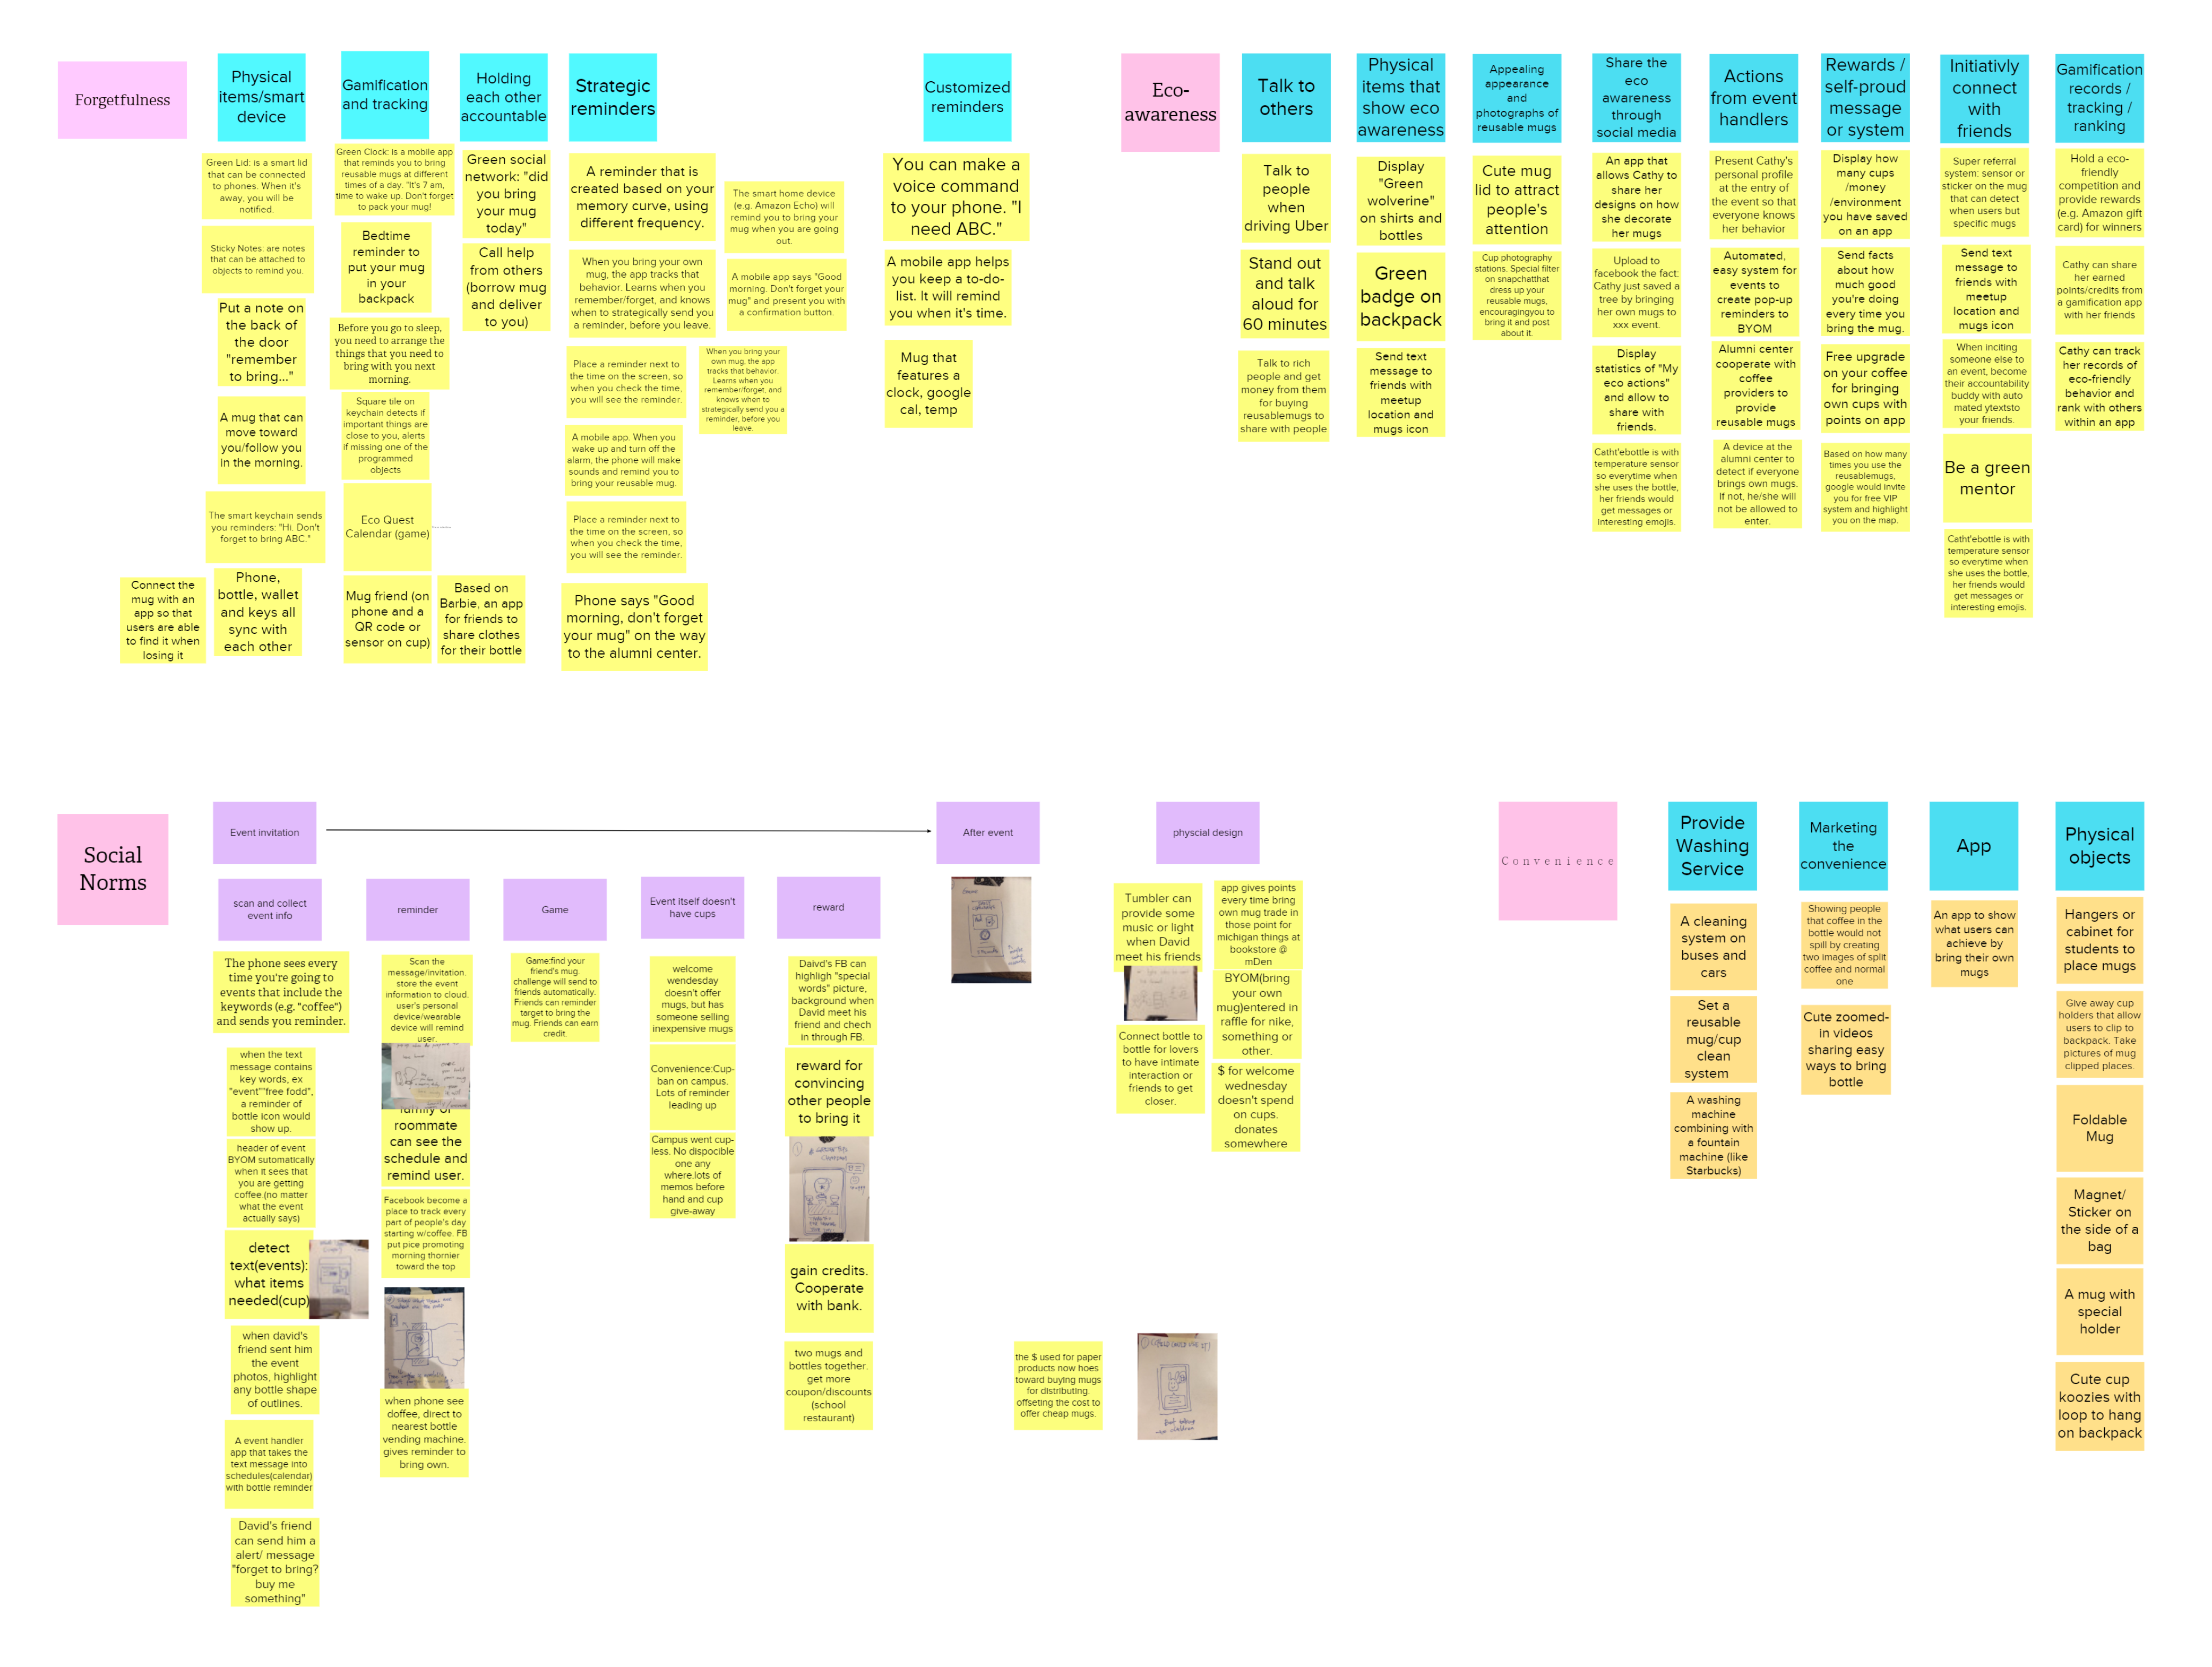 Forgetfulness
Physical
items/smart
device
Gamification
and tracking
Holding
each other
accountable
Strategic
reminders
Customized
reminders
Green Lid: is a smart lid
that can be connected
to phones. When it's
away, you will be
notified.
Sticky Notes: are notes
that can be attached to
objects to remind you.
Put a note on
the back of
the door
"remember
to bring..."
A mug that can
move toward
you/follow you
in the morning.
The smart keychain sends
you reminders: "Hi. Don't
forget to bring ABC."
Connect the
mug with an
app so that
users are able
to find it when
losing it
Phone,
bottle, wallet
and keys all
sync with
each other
Green Clock: is a mobile app
that reminds you to bring
reusable mugs at different
times of a day. "It's 7 am,
time to wake up. Don't forget
to pack your mug!
Bedtime
reminder to
put your mug
in your
backpack
Before you go to sleep,
you need to arrange the
things that you need to
bring with you next
morning.
Square tile on
keychain detects if
important things are
close to you, alerts
if missing one of the
programmed
objects
Eco Quest
Calendar (game)
Mug friend (on
phone and a
QR code or
sensor on cup)
Green social
network: "did
you bring
your mug
today"
Call help
from others
(borrow mug
and deliver
to you)
Based on
Barbie, an app
for friends to
share clothes
for their bottle
A reminder that is
created based on your
memory curve, using
different frequency.
When you bring your own
mug, the app tracks that
behavior. Learns when you
remember/forget, and knows
when to strategically send you
a reminder, before you leave.
Place a reminder next to
the time on the screen, so
when you check the time,
you will see the reminder.
A mobile app. When you
wake up and turn off the
alarm, the phone will make
sounds and remind you to
bring your reusable mug.
Place a reminder next to
the time on the screen, so
when you check the time,
you will see the reminder.
Phone says "Good
morning, don't forget
your mug" on the way
to the alumni center.
The smart home device
(e.g. Amazon Echo) will
remind you to bring your
mug when you are going
out.
A mobile app says "Good
morning. Don't forget your
mug" and present you with
a confirmation button.
When you bring your
own mug, the app
tracks that behavior.
Learns when you
remember/forget, and
knows when to
strategically send you a
reminder, before you
leave.
You can make a
voice command
to your phone. "I
need ABC."
A mobile app helps
you keep a to-do-
list. It will remind
you when it's time.
Mug that
features a
clock, google
cal, temp
Eco-
awareness
Talk to
others
Physical
items that
show eco
awareness
Appealing
appearance
and
photographs of
reusable mugs
Share the
eco
awareness
through
social media
Actions
from event
handlers
Rewards /
self-proud
message
or system
Initiativly
connect
with
friends
Gamification
records /
tracking /
ranking
Talk to
people
when
driving Uber
Stand out
and talk
aloud for
60 minutes
Talk to rich
people and get
money from them
for buying
reusablemugs to
share with people
Display
"Green
wolverine"
on shirts and
bottles
Green
badge on
backpack
Send text
message to
friends with
meetup
location and
mugs icon
Cute mug
lid to attract
people's
attention
Cup photography
stations. Special filter
on snapchatthat
dress up your
reusable mugs,
encouragingyou to
bring it and post
about it.
An app that
allows Cathy to
share her
designs on how
she decorate
her mugs
Upload to
facebook the fact:
Cathy just saved a
tree by bringing
her own mugs to
xxx event.
Display
statistics of "My
eco actions"
and allow to
share with
friends.
Catht'ebottle is with
temperature sensor
so everytime when
she uses the bottle,
her friends would
get messages or
interesting emojis.
Present Cathy's
personal profile
at the entry of
the event so that
everyone knows
her behavior
Automated,
easy system for
events to
create pop-up
reminders to
BYOM
Alumni center
cooperate with
coffee
providers to
provide
reusable mugs
A device at the
alumni center to
detect if everyone
brings own mugs.
If not, he/she will
not be allowed to
enter.
Display how
many cups
/money
/environment
you have saved
on an app
Send facts
about how
much good
you're doing
every time you
bring the mug.
Free upgrade
on your coffee
for bringing
own cups with
points on app
Based on how many
times you use the
reusablemugs,
google would invite
you for free VIP
system and highlight
you on the map.
Super referral
system: sensor or
sticker on the mug
that can detect
when users but
specific mugs
Send text
message to
friends with
meetup
location and
mugs icon
When inciting
someone else to
an event, become
their accountability
buddy with auto
mated ytextsto
your friends.
Be a green
mentor
Catht'ebottle is with
temperature sensor
so everytime when
she uses the bottle,
her friends would
get messages or
interesting emojis.
Hold a eco-
friendly
competition and
provide rewards
(e.g. Amazon gift
card) for winners
Cathy can share
her earned
points/credits from
a gamification app
with her friends
Cathy can track
her records of
eco-friendly
behavior and
rank with others
within an app
Social
Norms
Event invitation
After event
physcial design
scan and collect
event info
reminder
Game
Event itself doesn't
have cups
reward
The phone sees every
time you're going to
events that include the
keywords (e.g. "coffee")
and sends you reminder.
when the text
message contains
key words, ex
"event""free fodd",
a reminder of
bottle icon would
show up.
header of event
BYOM sutomatically
when it sees that
you are getting
coffee.(no matter
what the event
actually says)
detect
text(events):
what items
needed(cup)
when david's
friend sent him
the event
photos, highlight
any bottle shape
of outlines.
A event handler
app that takes the
text message into
schedules(calendar)
with bottle reminder
David's friend
can send him a
alert/ message
"forget to bring?
buy me
something"
Scan the
message/invitation.
store the event
information to cloud.
user's personal
device/wearable
device will remind
user.
family or
roommate
can see the
schedule and
remind user.
Facebook become a
place to track every
part of people's day
starting w/coffee. FB
put pice promoting
morning thornier
toward the top
when phone see
doffee, direct to
nearest bottle
vending machine.
gives reminder to
bring own.
Game:find your
friend's mug.
challenge will send to
friends automatically.
Friends can reminder
target to bring the
mug. Friends can earn
credit.
welcome
wendesday
doesn't offer
mugs, but has
someone selling
inexpensive mugs
Convenience:Cup-
ban on campus.
Lots of reminder
leading up
Campus went cup-
less. No dispocible
one any
where.lots of
memos before
hand and cup
give-away
Daivd's FB can
highligh "special
words" picture,
background when
David meet his
friend and chech
in through FB.
reward for
convincing
other people
to bring it
gain credits.
Cooperate
with bank.
two mugs and
bottles together.
get more
coupon/discounts
(school
restaurant)
the $ used for paper
products now hoes
toward buying mugs
for distributing.
offseting the cost to
offer cheap mugs.
Tumbler can
provide some
music or light
when David
meet his friends
Connect bottle to
bottle for lovers
to have intimate
interaction or
friends to get
closer.
app gives points
every time bring
own mug trade in
those point for
michigan things at
bookstore @
mDen
BYOM(bring
your own
mug)entered in
raffle for nike,
something or
other.
$ for welcome
wednesday
doesn't spend
on cups.
donates
somewhere
Convenience
Provide
Washing
Service
Marketing
the
convenience
App
Physical
objects
A cleaning
system on
buses and
cars
Set a
reusable
mug/cup
clean
system
A washing
machine
combining with
a fountain
machine (like
Starbucks)
Showing people
that coffee in the
bottle would not
spill by creating
two images of split
coffee and normal
one
Cute zoomed-
in videos
sharing easy
ways to bring
bottle
An app to show
what users can
achieve by
bring their own
mugs
Hangers or
cabinet for
students to
place mugs
Give away cup
holders that allow
users to clip to
backpack. Take
pictures of mug
clipped places.
Foldable
Mug
Magnet/
Sticker on
the side of a
bag
A mug with
special
holder
Cute cup
koozies with
loop to hang
on backpack